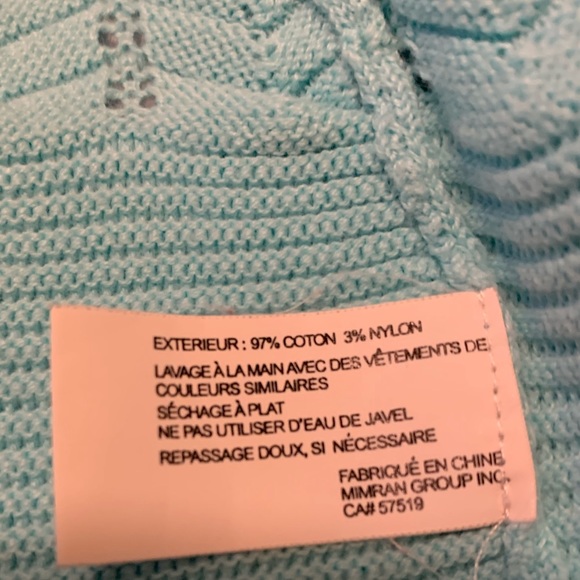 EXTERIEUR : 97% COTON 3% NYLON
LAVAGE À LA MAIN AVEC DES VÊTEMENTS DE
COULEURS SIMILAIRES
SÉCHAGE À PLAT
NE PAS UTILISER D'EAU DE JAVEL
REPASSAGE DOUX, SI NÉCESSAIRE
FABRIQUÉ EN CHINE
MIMRAN GROUP INC.
CA# 57519